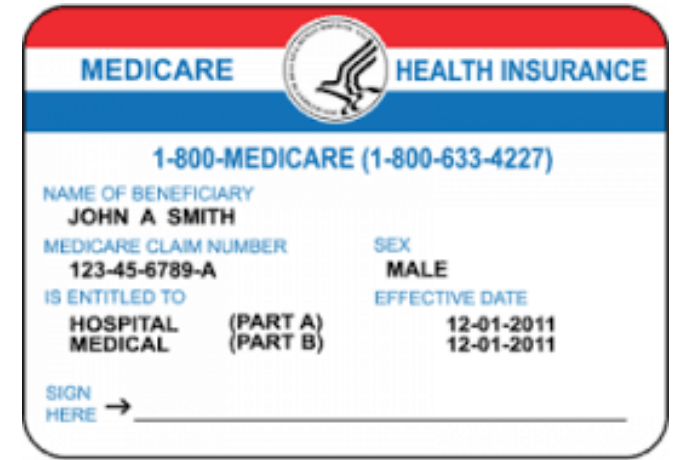 MEDICARE HEALTH INSURANCE
1-800-MEDICARE (1-800-633-4227)
NAME OF BENEFICIARY
JOHN A SMITH
MEDICARE CLAIM NUMBER SEX
123-45-6789-A MALE
IS ENTITLED TO EFFECTIVE DATE
HOSPITAL (PART A) 12-01-2011
MEDICAL (PART B) 12-01-2011
SIGN
HERE →